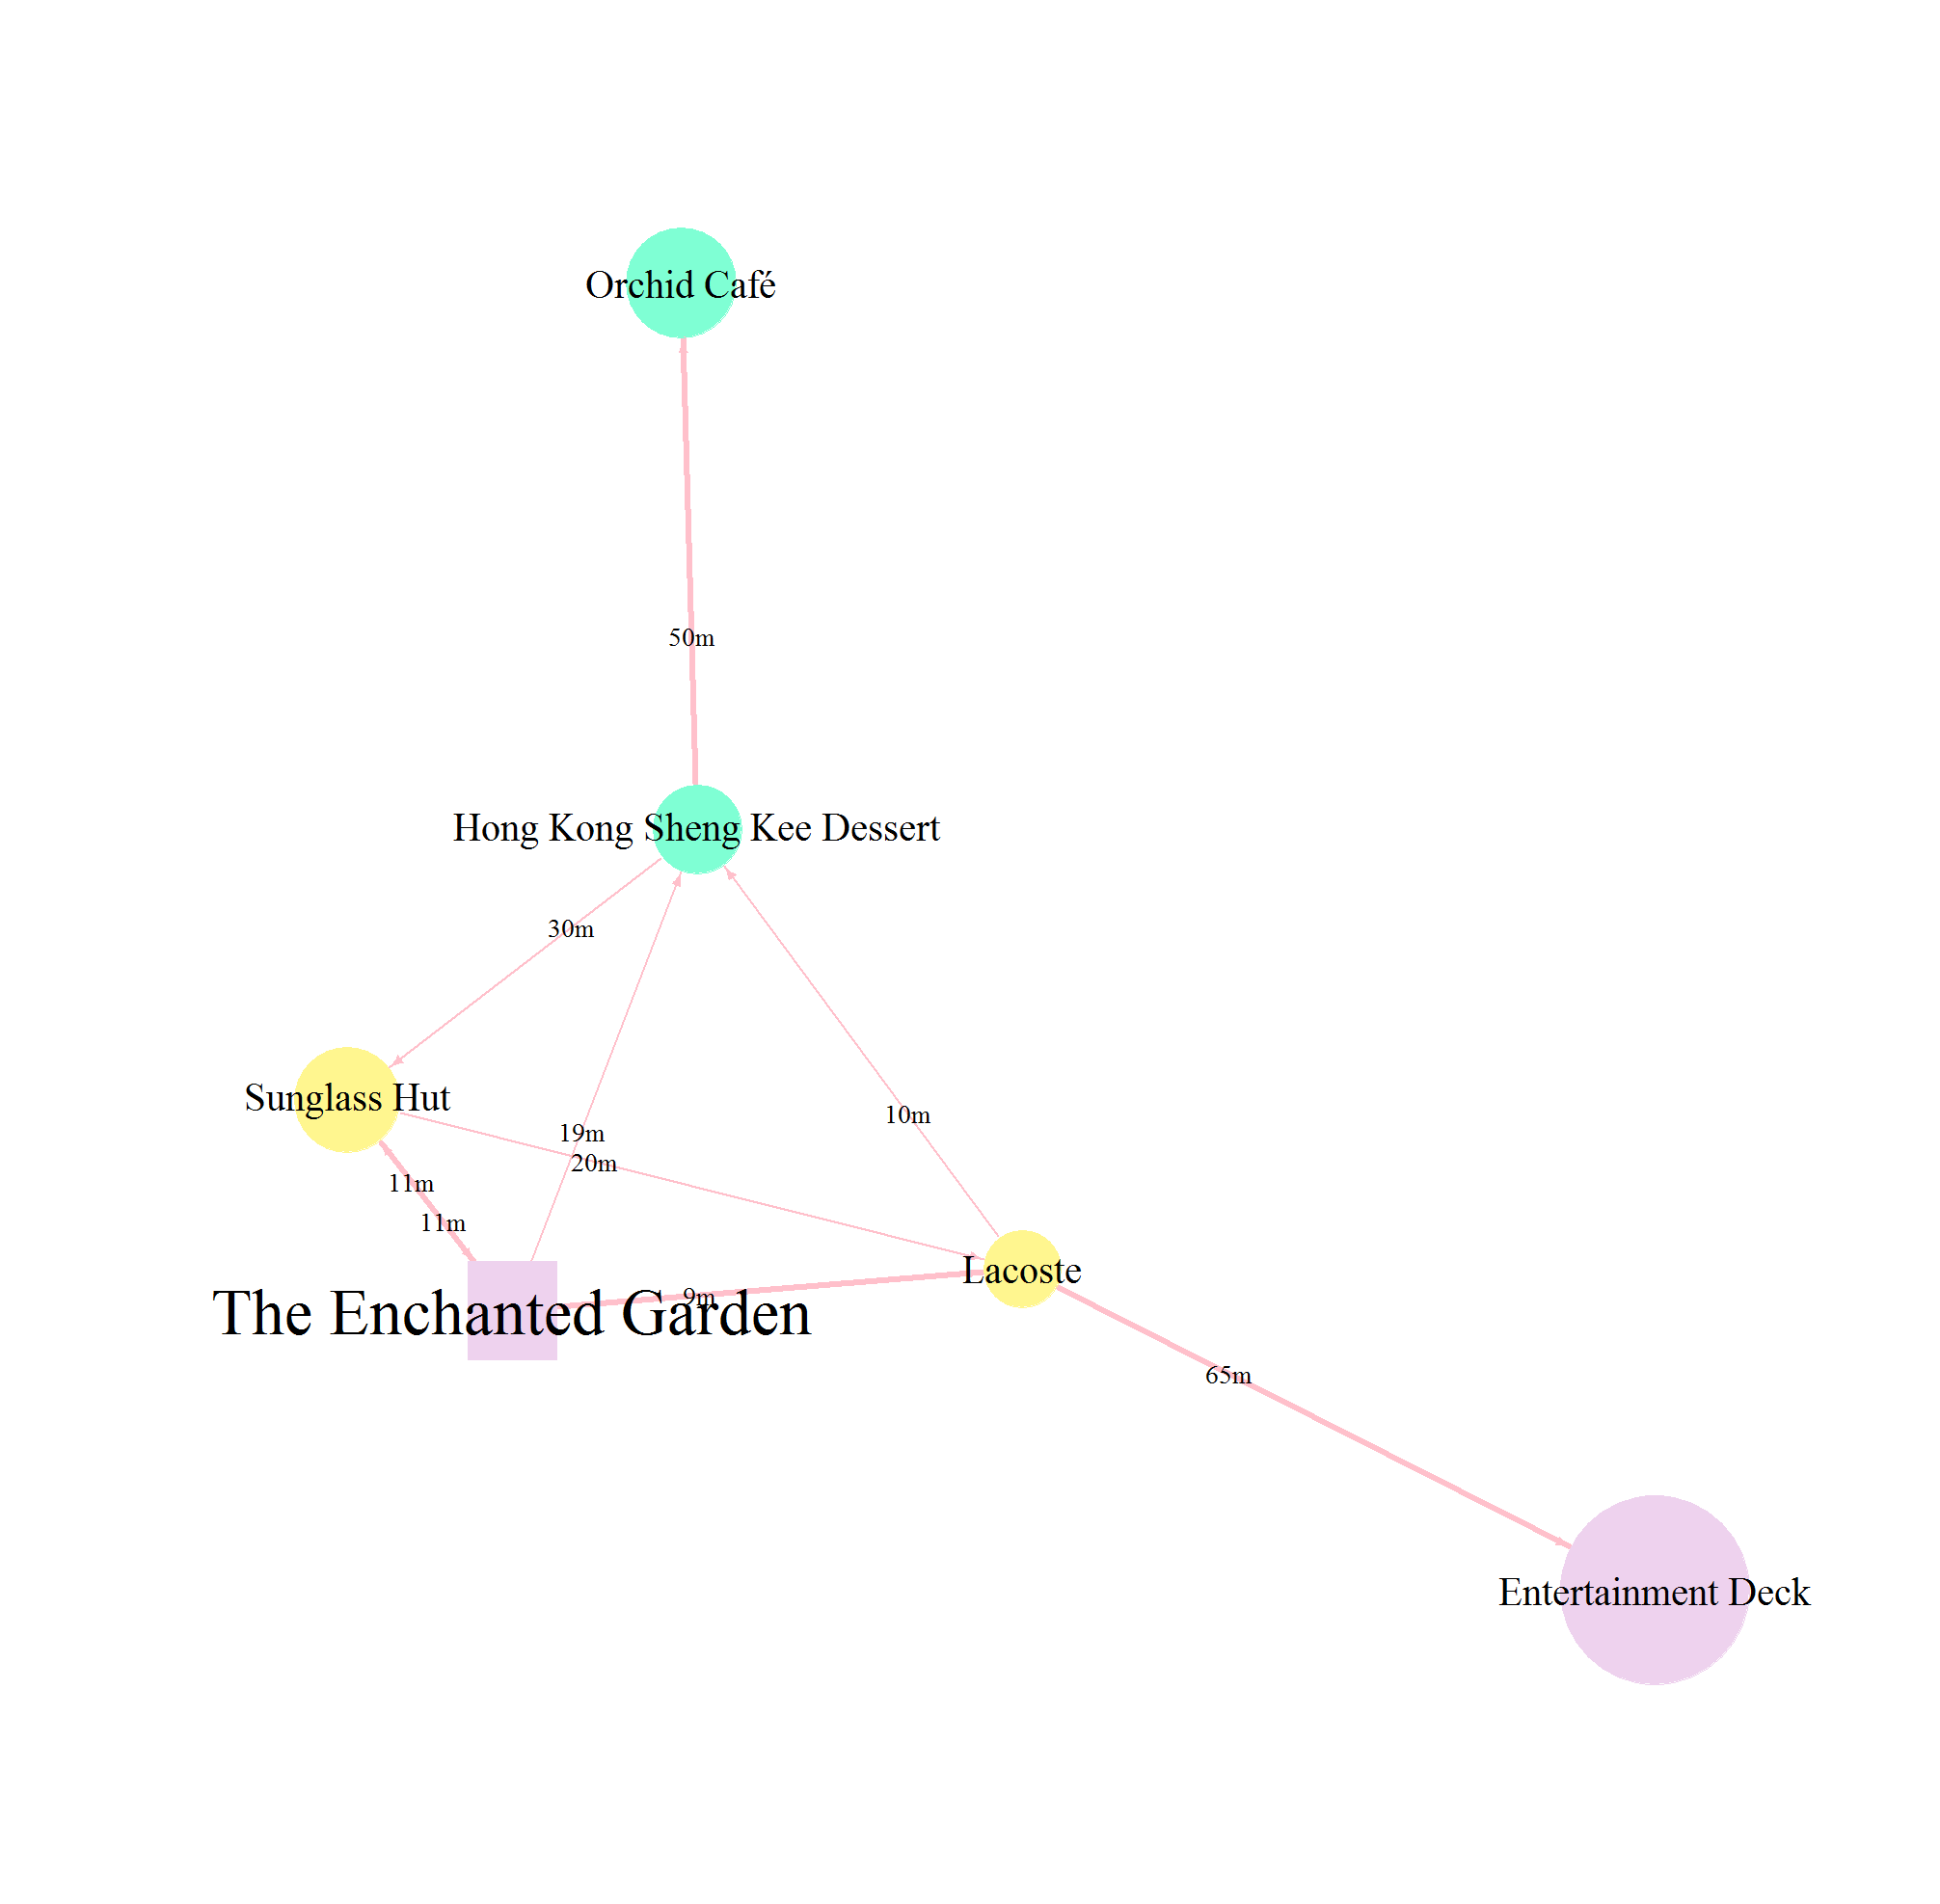 Orchid Café
50m
Hong Kong Sheng Kee Dessert
30m
Sunglass Hut
10m
19m
20m
11m
11m
Lacoste
9m
The Enchanted Garden
65m
Entertainment Deck